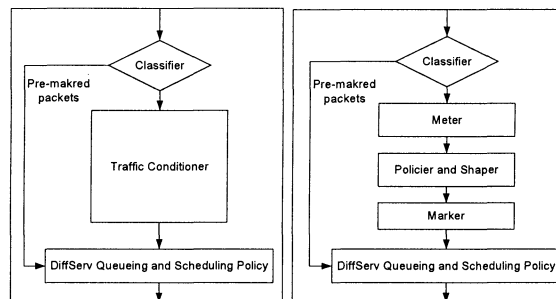 Classifier
Pre-makred
packets
Traffic Conditioner
DiffServ Queueing and Scheduling Policy
Classifier
Pre-makred
packets
Meter
Policier and Shaper
Marker
DiffServ Queueing and Scheduling Policy